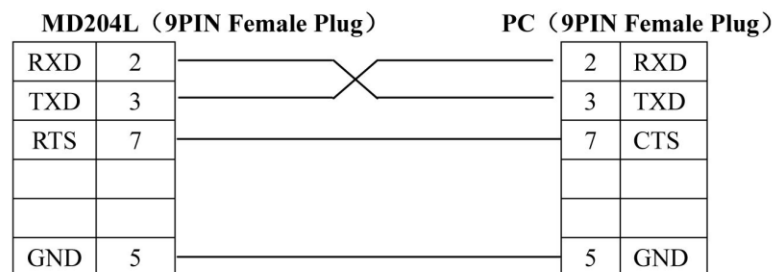 MD204L（9PIN Female Plug） PC（9PIN Female Plug）
RXD 2 2 RXD
TXD 3 3 TXD
RTS 7 7 CTS
GND 5 5 GND